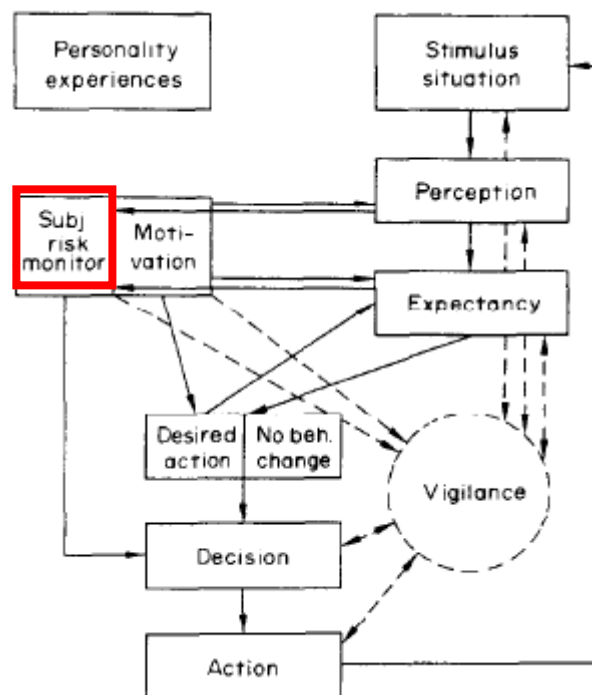 Personality
experiences
Stimulus
situation
Perception
Subj
risk
monitor
Moti-
vation
Expectancy
Desired
action
No beh.
change
Vigilance
Decision
Action